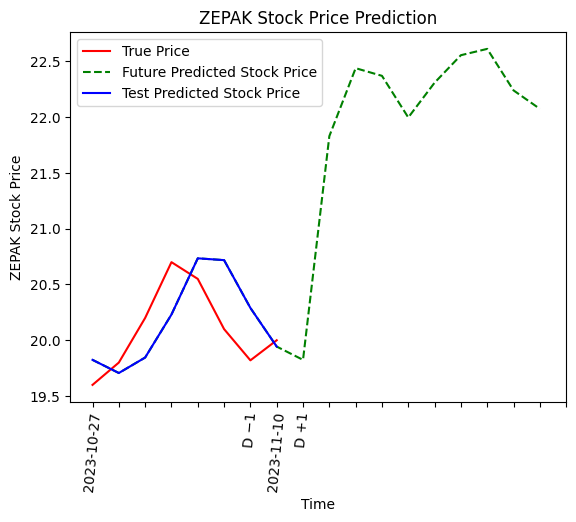 ZEPAK Stock Price Prediction
True Price
Future Predicted Stock Price
Test Predicted Stock Price
ZEPAK Stock Price
22.5
22.0
21.5
21.0
20.5
20.0
19.5
2023-10-27
D −1
2023-11-10
D +1
Time